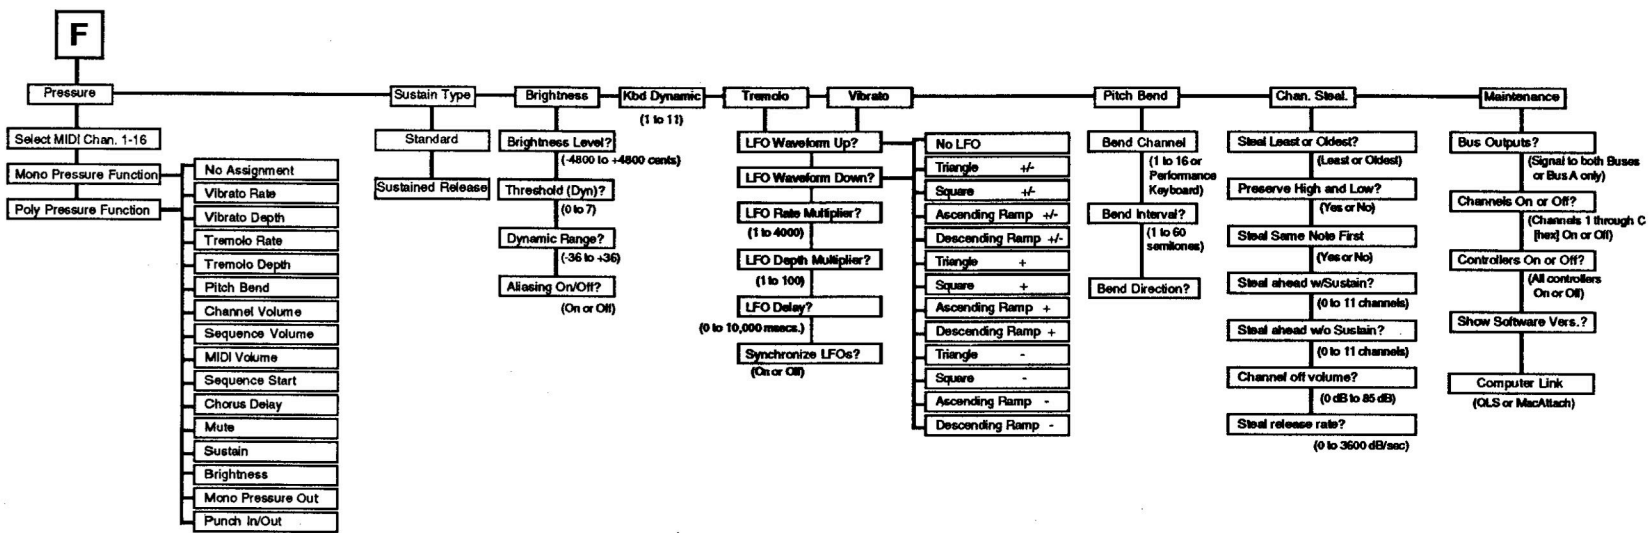 F
Pressure
Select MIDI Chan. 1-16
Mono Pressure Function
Poly Pressure Function
No Assignment
Vibrato Rate
Vibrato Depth
Tremolo Rate
Tremolo Depth
Pitch Bend
Channel Volume
Sequence Volume
MIDI Volume
Sequence Start
Chorus Delay
Mute
Sustain
Brightness
Mono Pressure Out
Punch In/Out
Sustain Type
Standard
Sustained Release
Brightness
Brightness Level?
(-4800 to +4800 cents)
Threshold (Dyn)?
(0 to 7)
Dynamic Range?
(-36 to +36)
Aliasing On/Off?
(On or Off)
Kbd Dynamic
(1 to 11)
Tremolo
Vibrato
LFO Waveform Up?
LFO Waveform Down?
LFO Rate Multiplier?
(1 to 4000)
LFO Depth Multiplier?
(1 to 100)
LFO Delay?
(0 to 10,000 msecs.)
Synchronize LFOs?
(On or Off)
No LFO
Triangle +/-
Square +/-
Ascending Ramp +/-
Descending Ramp +/-
Triangle +
Square +
Ascending Ramp +
Descending Ramp +
Triangle -
Square -
Ascending Ramp -
Descending Ramp -
Pitch Bend
Bend Channel
(1 to 16 or
Performance
Keyboard)
Bend Interval?
(1 to 60
semitones)
Bend Direction?
Chan. Steal.
Steal Least or Oldest?
(Least or Oldest)
Preserve High and Low?
(Yes or No)
Steal Same Note First
(Yes or No)
Steal ahead w/Sustain?
(0 to 11 channels)
Steal ahead w/o Sustain?
(0 to 11 channels)
Channel off volume?
(0 dB to 85 dB)
Steal release rate?
(0 to 3600 dB/sec)
Maintenance
Bus Outputs?
(Signal to both Buses
or Bus A only)
Channels On or Off?
(Channels 1 through C
[hex] On or Off)
Controllers On or Off?
(All controllers
On or Off)
Show Software Vers.?
Computer Link
(OLS or MacAttach)